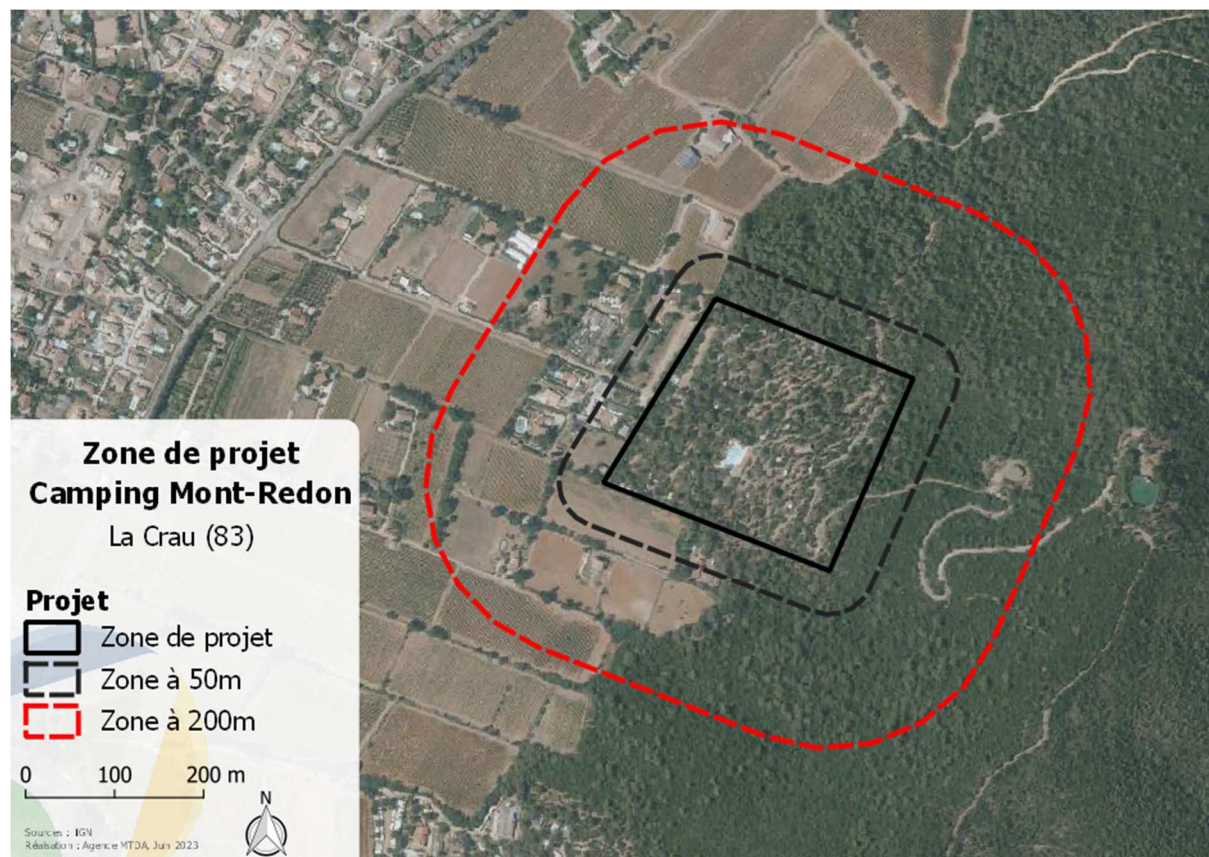 Zone de projet
Camping Mont-Redon
La Crau (83)
Projet
Zone de projet
Zone à 50m
Zone à 200m
0 100 200 m
N
Sources : IGN
Réalisation : Agence MTDA, Juin 2023